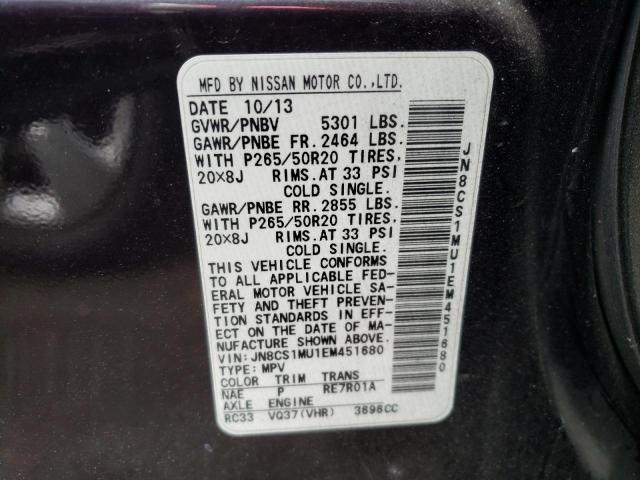 MFD BY NISSAN MOTOR CO.,LTD.
DATE 10/13
GVWR/PNBV 5301 LBS.
GAWR/PNBE FR. 2464 LBS.
WITH P265/50R20 TIRES,
20X8J RIMS.AT 33 PSI
COLD SINGLE.
GAWR/PNBE RR. 2855 LBS.
WITH P265/50R20 TIRES,
20X8J RIMS.AT 33 PSI
COLD SINGLE.
THIS VEHICLE CONFORMS
TO ALL APPLICABLE FED-
ERAL MOTOR VEHICLE SA-
FETY AND THEFT PREVEN-
TION STANDARDS IN EFF-
ECT ON THE DATE OF MA-
NUFACTURE SHOWN ABOVE.
VIN: JN8CS1MU1EM451680
TYPE: MPV
COLOR TRIM TRANS
NAE P RE7R01A
AXLE ENGINE
RC33 VQ37(VHR) 3696CC
JN8CS1MU1EM451680